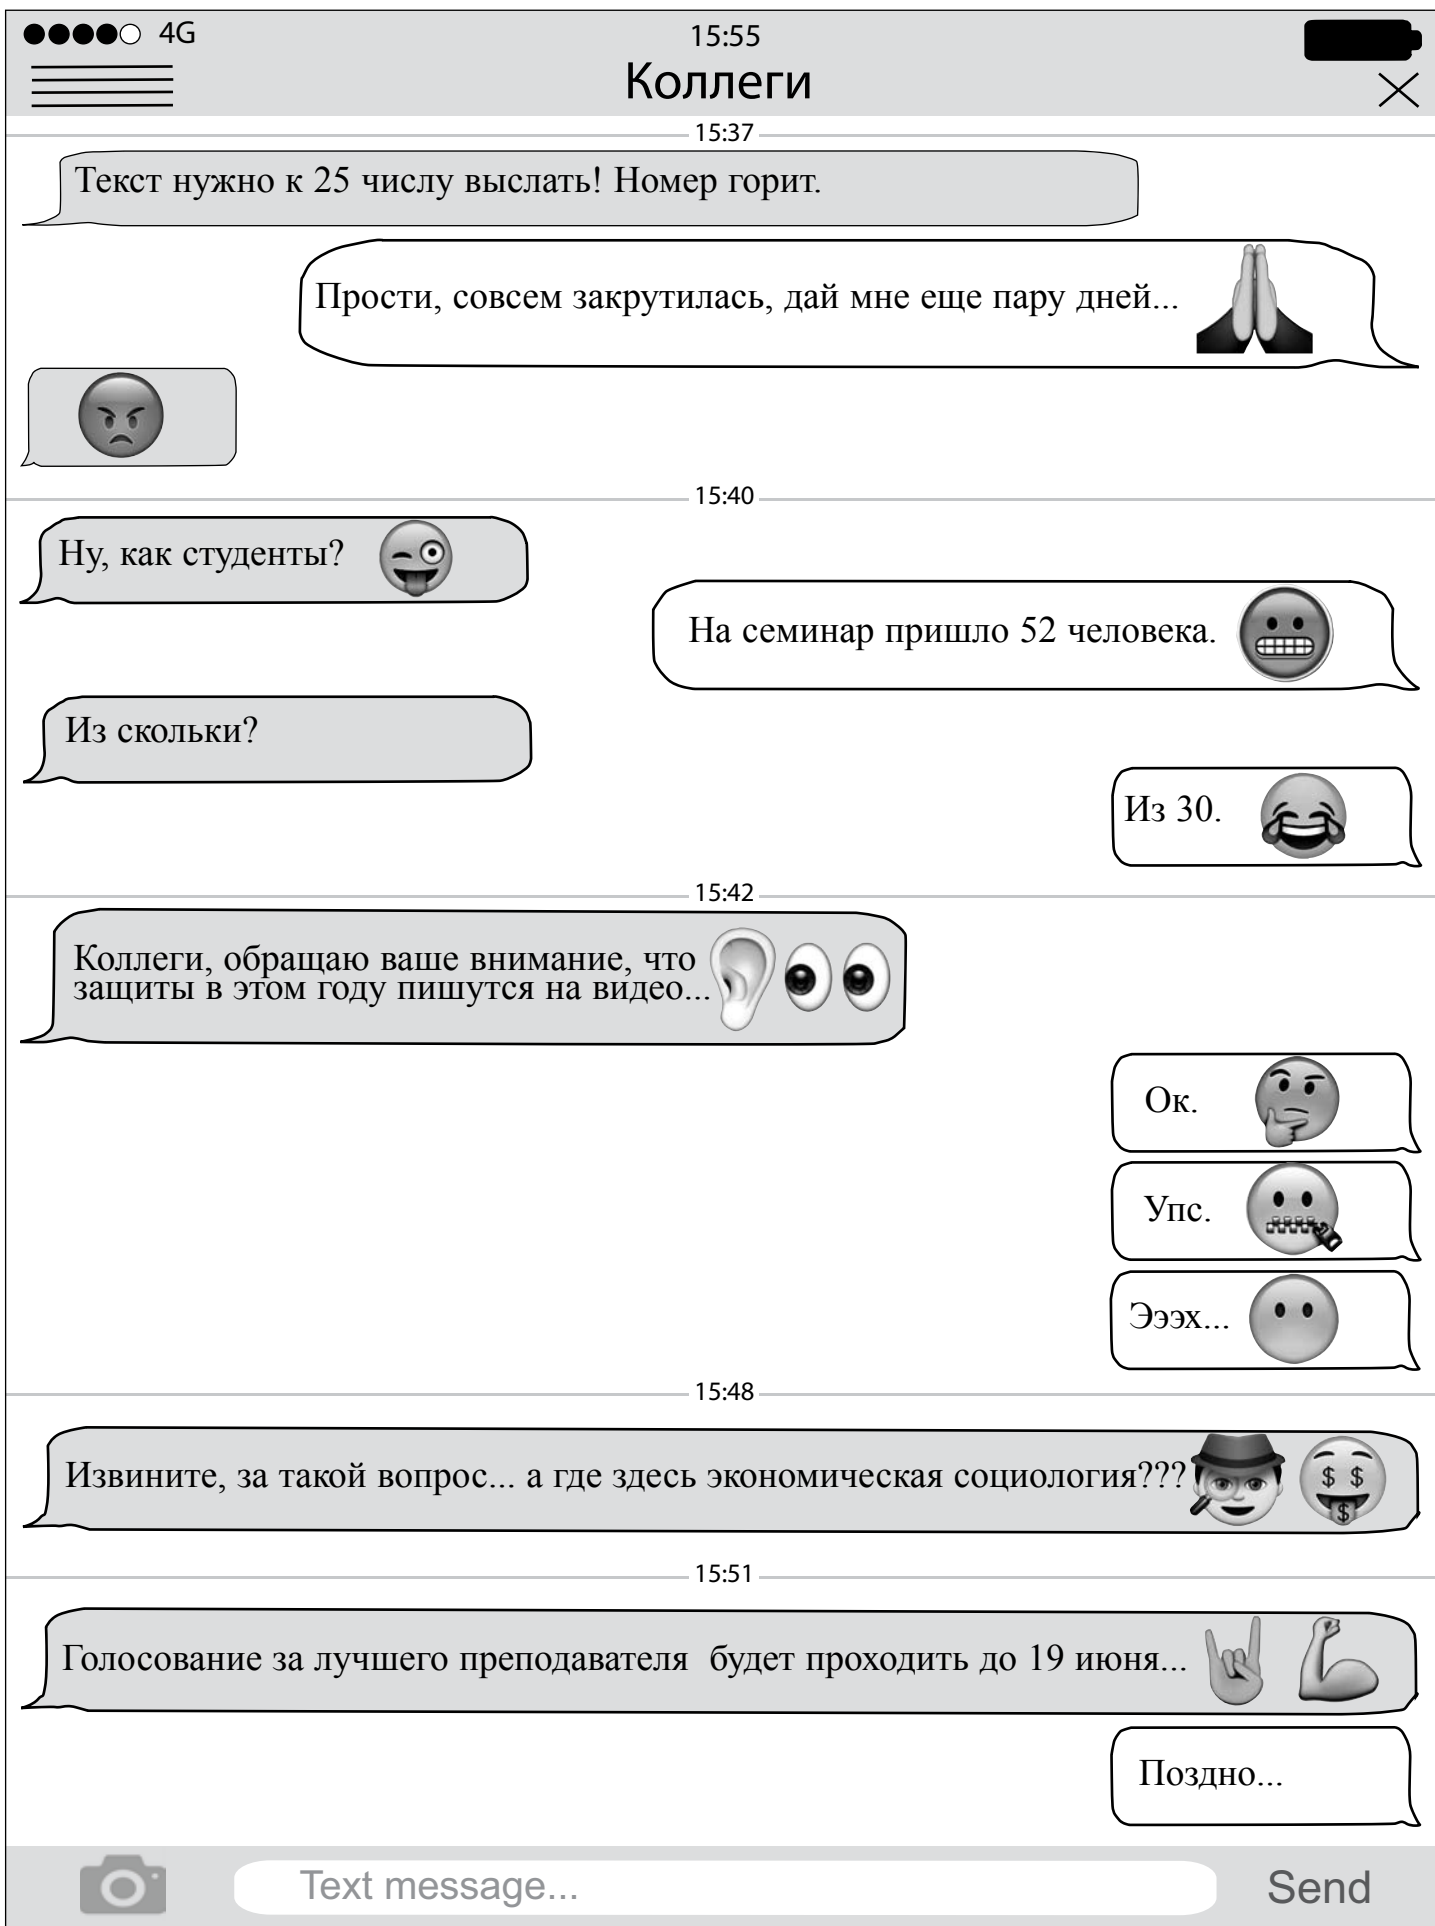 4G
15:55
Коллеги
15:37
Текст нужно к 25 числу выслать! Номер горит.
Прости, совсем закрутилась, дай мне еще пару дней...
15:40
Ну, как студенты?
На семинар пришло 52 человека.
Из скольки?
Из 30.
15:42
Коллеги, обращаю ваше внимание, что
защиты в этом году пишутся на видео...
Ок.
Упс.
Эээх...
15:48
Извините, за такой вопрос... а где здесь экономическая социология???
15:51
Голосование за лучшего преподавателя будет проходить до 19 июня...
Поздно...
Text message...
Send